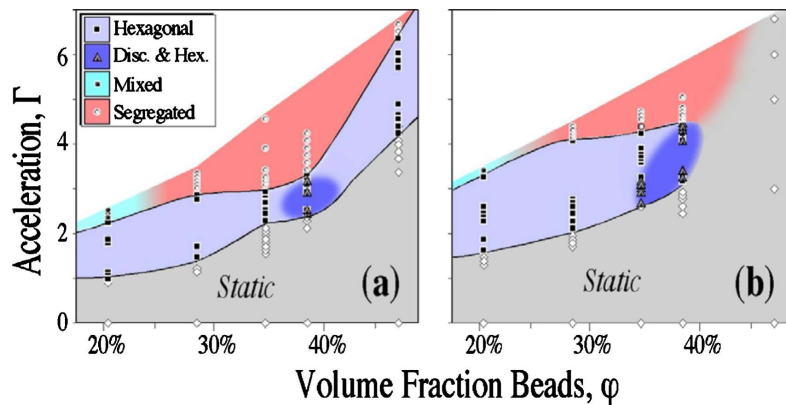 Acceleration, Γ
6
4
2
0
Hexagonal
Disc. & Hex.
Mixed
Segregated
Static
(a)
Static
(b)
20%
30%
40%
20%
30%
40%
Volume Fraction Beads, φ